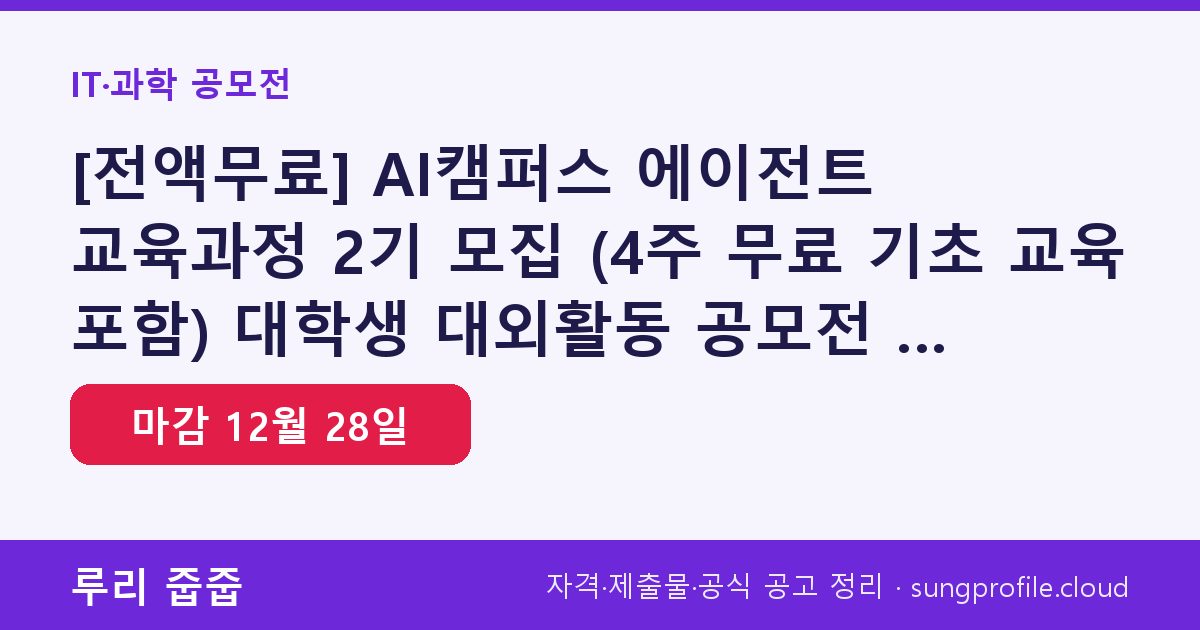 IT·과학 공모전
[전액무료] AI캠퍼스 에이전트
교육과정 2기 모집 (4주 무료 기초 교육
포함) 대학생 대외활동 공모전 ...
마감 12월 28일
루리 줍줍
자격·제출물·공식 공고 정리 · sungprofile.cloud